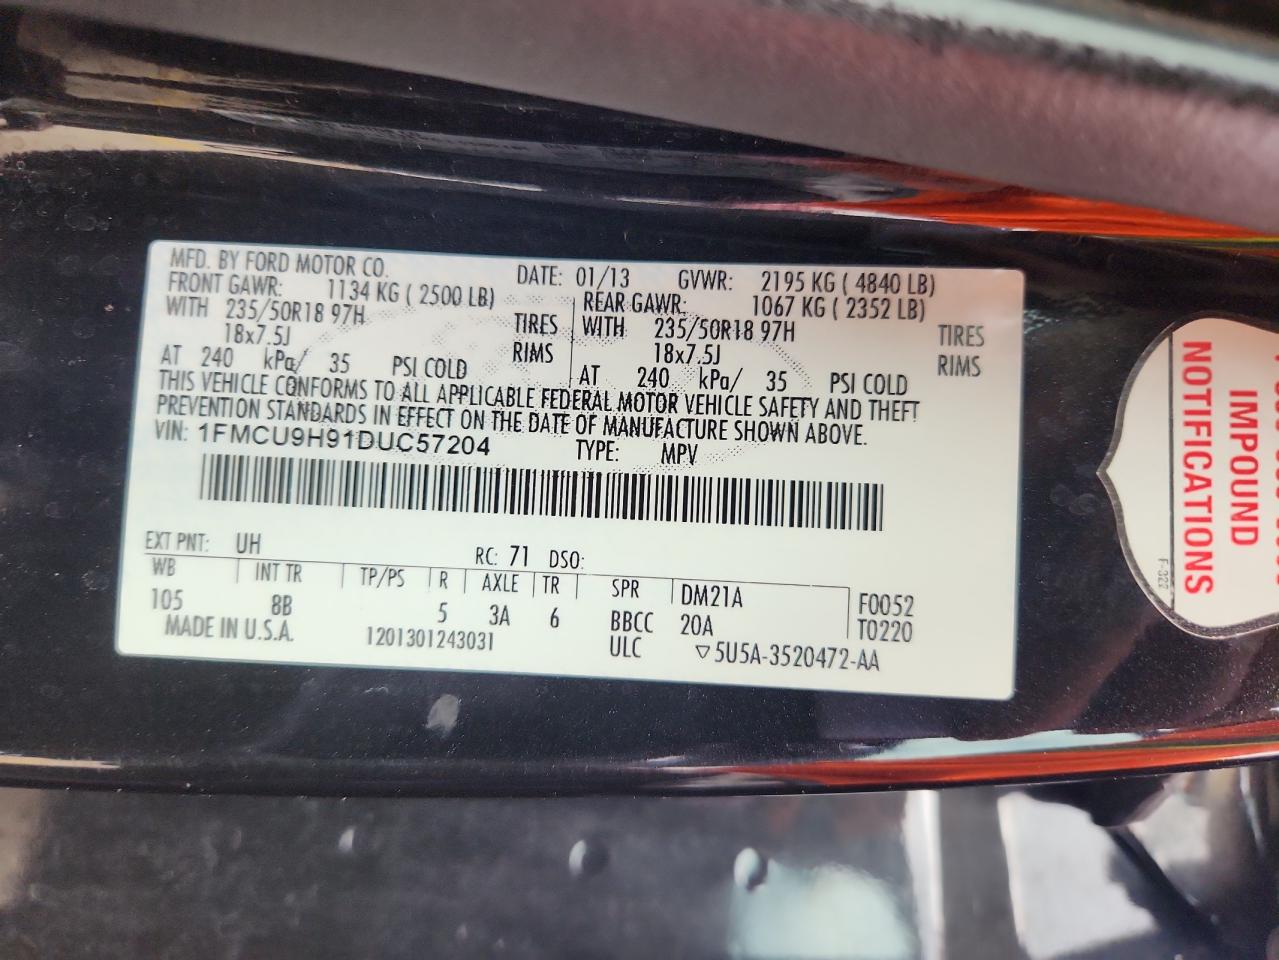 MFD. BY FORD MOTOR CO.
DATE: 01/13 GVWR: 2195 KG ( 4840 LB)
FRONT GAWR: 1134 KG ( 2500 LB)
WITH 235/50R18 97H TIRES
18x7.5J RIMS
AT 240 kPa/ 35 PSI COLD
REAR GAWR: 1067 KG ( 2352 LB)
WITH 235/50R18 97H TIRES
18x7.5J RIMS
AT 240 kPa/ 35 PSI COLD
THIS VEHICLE CONFORMS TO ALL APPLICABLE FEDERAL MOTOR VEHICLE SAFETY AND THEFT
PREVENTION STANDARDS IN EFFECT ON THE DATE OF MANUFACTURE SHOWN ABOVE.
VIN: 1FMCU9H91DUC57204 TYPE: MPV
EXT PNT: UH RC: 71 DSO:
WB INT TR TP/PS R AXLE TR SPR DM21A F0052
105 8B 5 3A 6 BBCC 20A T0220
MADE IN U.S.A. 1201301243031 ULC ▽5U5A-3520472-AA
IMPOUND
NOTIFICATIONS
F-322